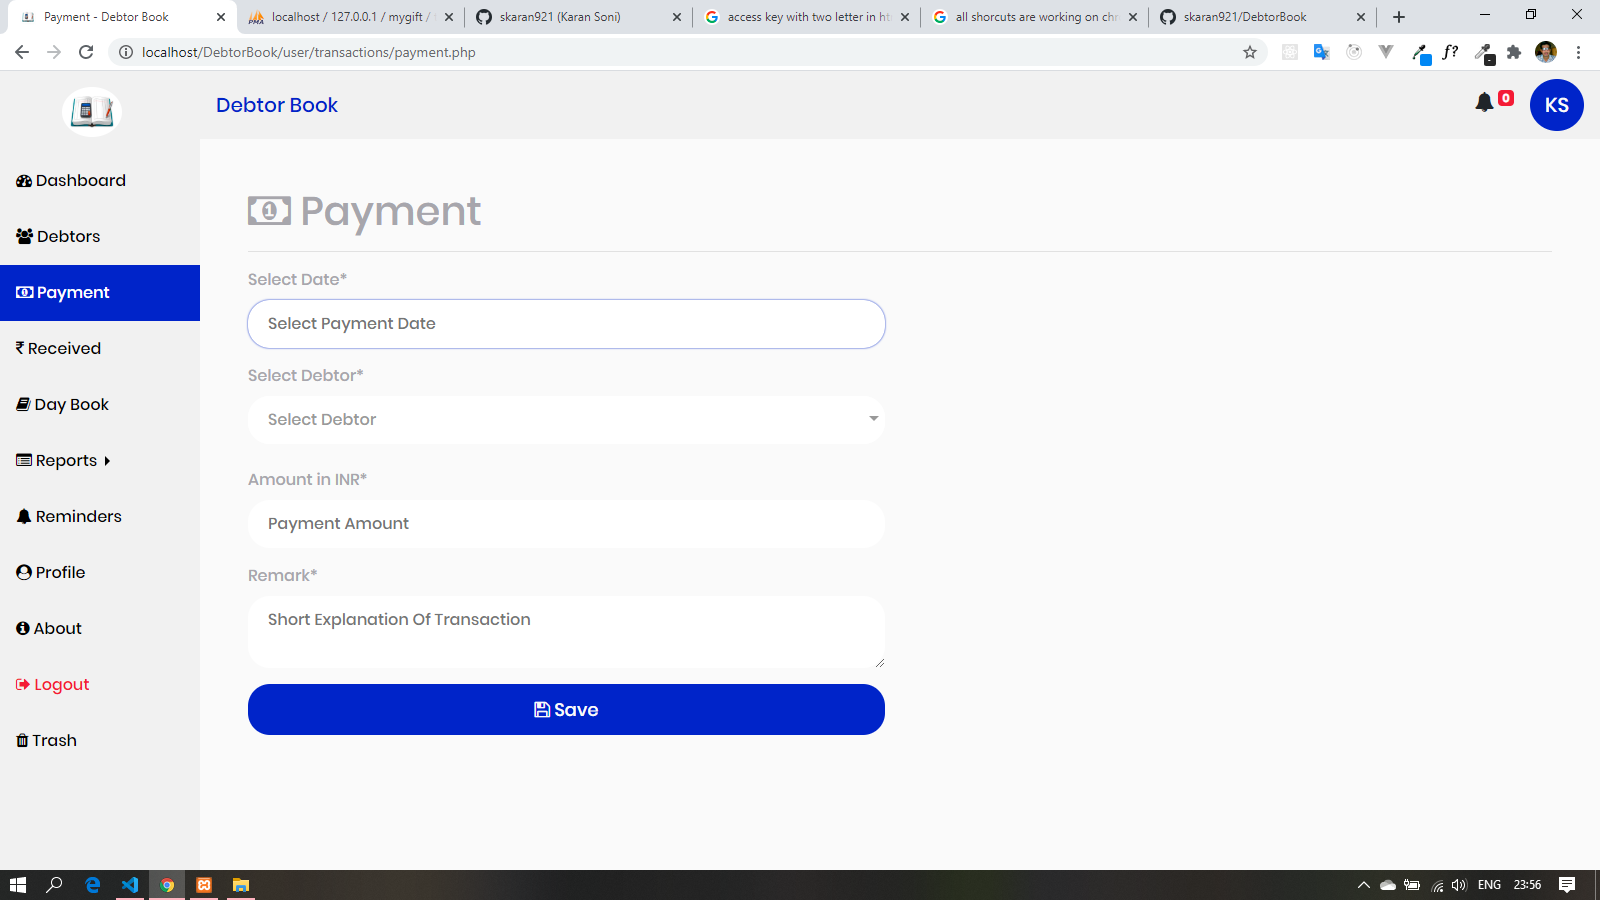 Payment - Debtor Book
localhost / 127.0.0.1 / mygift /
skaran921 (Karan Soni)
access key with two letter in ht
all shorcuts are working on chr
skaran921/DebtorBook
localhost/DebtorBook/user/transactions/payment.php
f?
Debtor Book
0
KS
Dashboard
Debtors
Payment
Received
Day Book
Reports
Reminders
Profile
About
Logout
Trash
Payment
Select Date*
Select Payment Date
Select Debtor*
Select Debtor
Amount in INR*
Payment Amount
Remark*
Short Explanation Of Transaction
Save
ENG
23:56